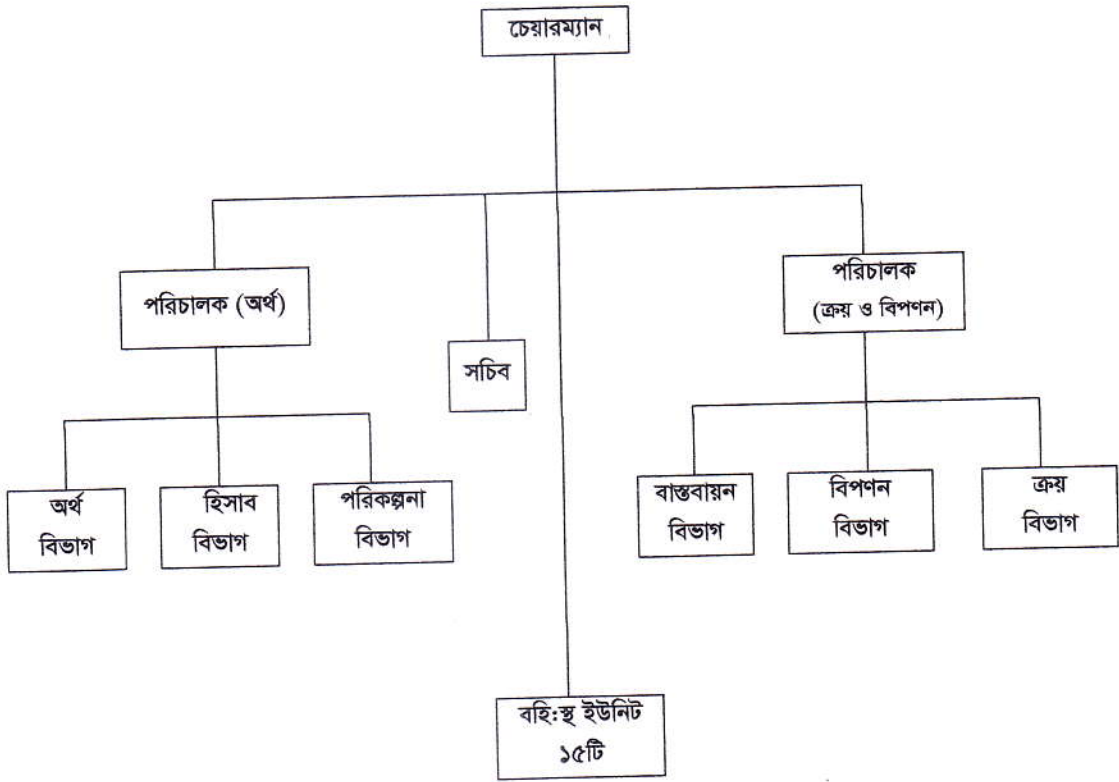 চেয়ারম্যান
পরিচালক (অর্থ)
সচিব
পরিচালক
(ক্রয় ও বিপণন)
অর্থ
বিভাগ
হিসাব
বিভাগ
পরিকল্পনা
বিভাগ
বাস্তবায়ন
বিভাগ
বিপণন
বিভাগ
ক্রয়
বিভাগ
বহি:স্থ ইউনিট
১৫টি